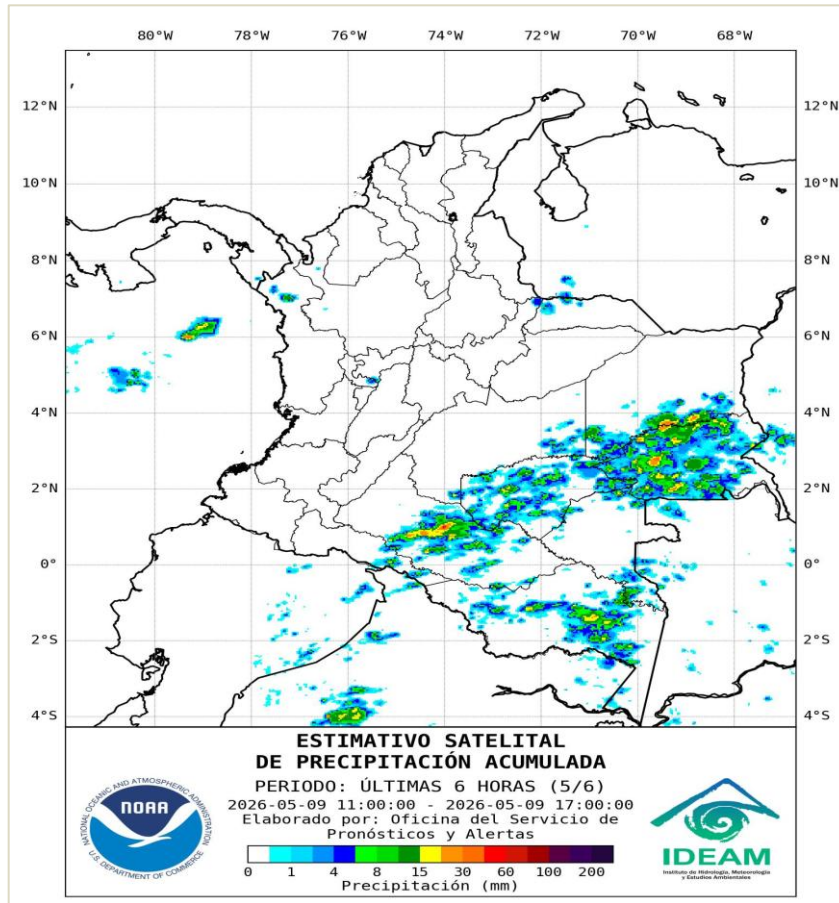 80°W 78°W 76°W 74°W 72°W 70°W 68°W
12°N 12°N
10°N 10°N
8°N 8°N
6°N 6°N
4°N 4°N
2°N 2°N
0° 0°
2°S 2°S
4°S 4°S
ESTIMATIVO SATELITAL
DE PRECIPITACIÓN ACUMULADA
PERIODO: ÚLTIMAS 6 HORAS (5/6)
2026-05-09 11:00:00 - 2026-05-09 17:00:00
Elaborado por: Oficina del Servicio de
Pronósticos y Alertas
0 1 4 8 15 30 60 100 200
Precipitación (mm)
NATIONAL OCEANIC AND ATMOSPHERIC ADMINISTRATION
NOAA
U.S. DEPARTMENT OF COMMERCE
IDEAM
Instituto de Hidrología, Meteorología
y Estudios Ambientales